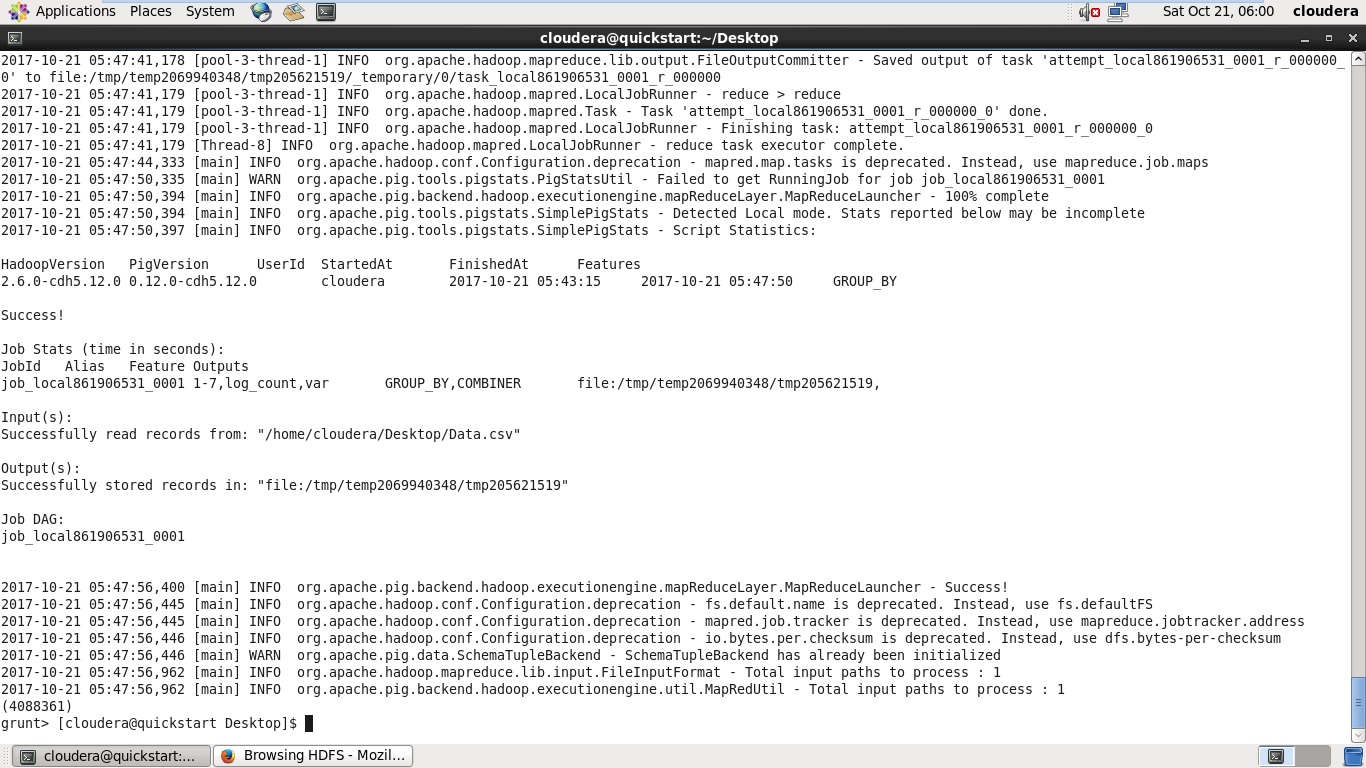 Applications Places System Sat Oct 21, 06:00 cloudera
cloudera@quickstart:~/Desktop
2017-10-21 05:47:41,178 [pool-3-thread-1] INFO  org.apache.hadoop.mapreduce.lib.output.FileOutputCommitter - Saved output of task 'attempt_local861906531_0001_r_000000_
0' to file:/tmp/temp2069940348/tmp205621519/_temporary/0/task_local861906531_0001_r_000000
2017-10-21 05:47:41,179 [pool-3-thread-1] INFO  org.apache.hadoop.mapred.LocalJobRunner - reduce > reduce
2017-10-21 05:47:41,179 [pool-3-thread-1] INFO  org.apache.hadoop.mapred.Task - Task 'attempt_local861906531_0001_r_000000_0' done.
2017-10-21 05:47:41,179 [pool-3-thread-1] INFO  org.apache.hadoop.mapred.LocalJobRunner - Finishing task: attempt_local861906531_0001_r_000000_0
2017-10-21 05:47:41,179 [Thread-8] INFO  org.apache.hadoop.mapred.LocalJobRunner - reduce task executor complete.
2017-10-21 05:47:44,333 [main] INFO  org.apache.hadoop.conf.Configuration.deprecation - mapred.map.tasks is deprecated. Instead, use mapreduce.job.maps
2017-10-21 05:47:50,335 [main] WARN  org.apache.pig.tools.pigstats.PigStatsUtil - Failed to get RunningJob for job job_local861906531_0001
2017-10-21 05:47:50,394 [main] INFO  org.apache.pig.backend.hadoop.executionengine.mapReduceLayer.MapReduceLauncher - 100% complete
2017-10-21 05:47:50,394 [main] INFO  org.apache.pig.tools.pigstats.SimplePigStats - Detected Local mode. Stats reported below may be incomplete
2017-10-21 05:47:50,397 [main] INFO  org.apache.pig.tools.pigstats.SimplePigStats - Script Statistics:
HadoopVersion PigVersion UserId StartedAt FinishedAt Features
2.6.0-cdh5.12.0 0.12.0-cdh5.12.0 cloudera 2017-10-21 05:43:15 2017-10-21 05:47:50 GROUP_BY
Success!
Job Stats (time in seconds):
JobId Alias Feature Outputs
job_local861906531_0001 1-7,log_count,var GROUP_BY,COMBINER file:/tmp/temp2069940348/tmp205621519,
Input(s):
Successfully read records from: "/home/cloudera/Desktop/Data.csv"
Output(s):
Successfully stored records in: "file:/tmp/temp2069940348/tmp205621519"
Job DAG:
job_local861906531_0001
2017-10-21 05:47:56,400 [main] INFO  org.apache.pig.backend.hadoop.executionengine.mapReduceLayer.MapReduceLauncher - Success!
2017-10-21 05:47:56,445 [main] INFO  org.apache.hadoop.conf.Configuration.deprecation - fs.default.name is deprecated. Instead, use fs.defaultFS
2017-10-21 05:47:56,445 [main] INFO  org.apache.hadoop.conf.Configuration.deprecation - mapred.job.tracker is deprecated. Instead, use mapreduce.jobtracker.address
2017-10-21 05:47:56,446 [main] INFO  org.apache.hadoop.conf.Configuration.deprecation - io.bytes.per.checksum is deprecated. Instead, use dfs.bytes-per-checksum
2017-10-21 05:47:56,446 [main] WARN  org.apache.pig.data.SchemaTupleBackend - SchemaTupleBackend has already been initialized
2017-10-21 05:47:56,962 [main] INFO  org.apache.hadoop.mapreduce.lib.input.FileInputFormat - Total input paths to process : 1
2017-10-21 05:47:56,962 [main] INFO  org.apache.pig.backend.hadoop.executionengine.util.MapRedUtil - Total input paths to process : 1
(4088361)
grunt> [cloudera@quickstart Desktop]$
cloudera@quickstart:... Browsing HDFS - Mozil...